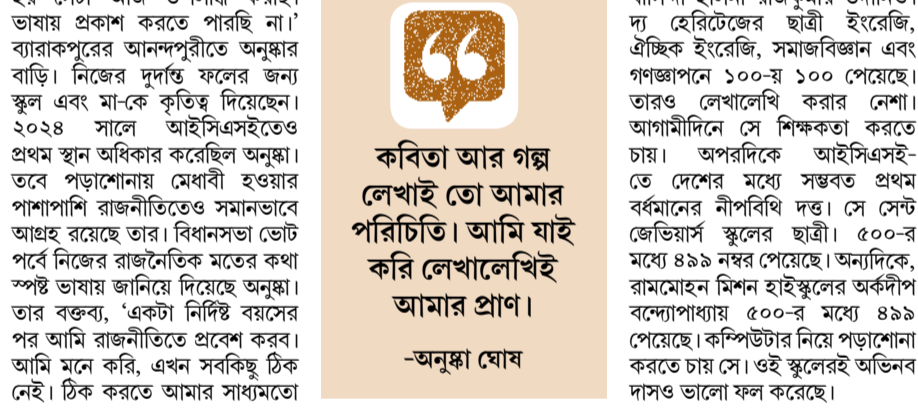 ভাষায় প্রকাশ করতে পারছি না।’
ব্যারাকপুরের আনন্দপুরীতে অনুষ্কার
বাড়ি। নিজের দুর্দান্ত ফলের জন্য
স্কুল এবং মা-কে কৃতিত্ব দিয়েছেন।
২০২৪ সালে আইসিএসইতেও
প্রথম স্থান অধিকার করেছিল অনুষ্কা।
তবে পড়াশোনায় মেধাবী হওয়ার
পাশাপাশি রাজনীতিতেও সমানভাবে
আগ্রহ রয়েছে তার। বিধানসভা ভোট
পর্বে নিজের রাজনৈতিক মতের কথা
স্পষ্ট ভাষায় জানিয়ে দিয়েছে অনুষ্কা।
তার বক্তব্য, ‘একটা নির্দিষ্ট বয়সের
পর আমি রাজনীতিতে প্রবেশ করব।
আমি মনে করি, এখন সবকিছু ঠিক
নেই। ঠিক করতে আমার সাধ্যমতো
কবিতা আর গল্প
লেখাই তো আমার
পরিচিতি। আমি যাই
করি লেখালেখিই
আমার প্রাণ।
-অনুষ্কা ঘোষ
দ্য হেরিটেজের ছাত্রী ইংরেজি,
ঐচ্ছিক ইংরেজি, সমাজবিজ্ঞান এবং
গণজ্ঞাপনে ১০০-য় ১০০ পেয়েছে।
তারও লেখালেখি করার নেশা।
আগামীদিনে সে শিক্ষকতা করতে
চায়। অপরদিকে আইসিএসই-
তে দেশের মধ্যে সম্ভবত প্রথম
বর্ধমানের নীপবিথি দত্ত। সে সেন্ট
জেভিয়ার্স স্কুলের ছাত্রী। ৫০০-র
মধ্যে ৪৯৯ নম্বর পেয়েছে। অন্যদিকে,
রামমোহন মিশন হাইস্কুলের অর্কদীপ
বন্দ্যোপাধ্যায় ৫০০-র মধ্যে ৪৯৯
পেয়েছে। কম্পিউটার নিয়ে পড়াশোনা
করতে চায় সে। ওই স্কুলেরই অভিনব
দাসও ভালো ফল করেছে।